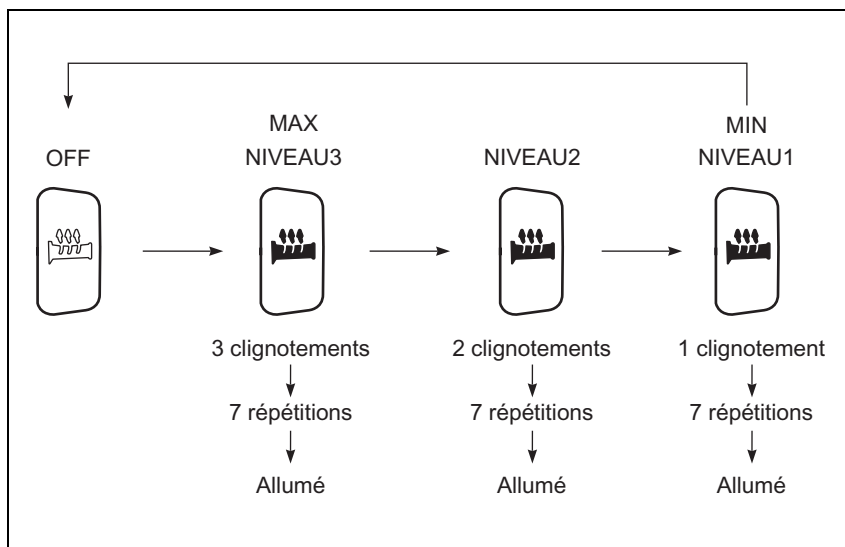 MAX
MIN
OFF
NIVEAU3
NIVEAU2
NIVEAU1
3 clignotements
2 clignotements
1 clignotement
7 répétitions
7 répétitions
7 répétitions
Allumé
Allumé
Allumé